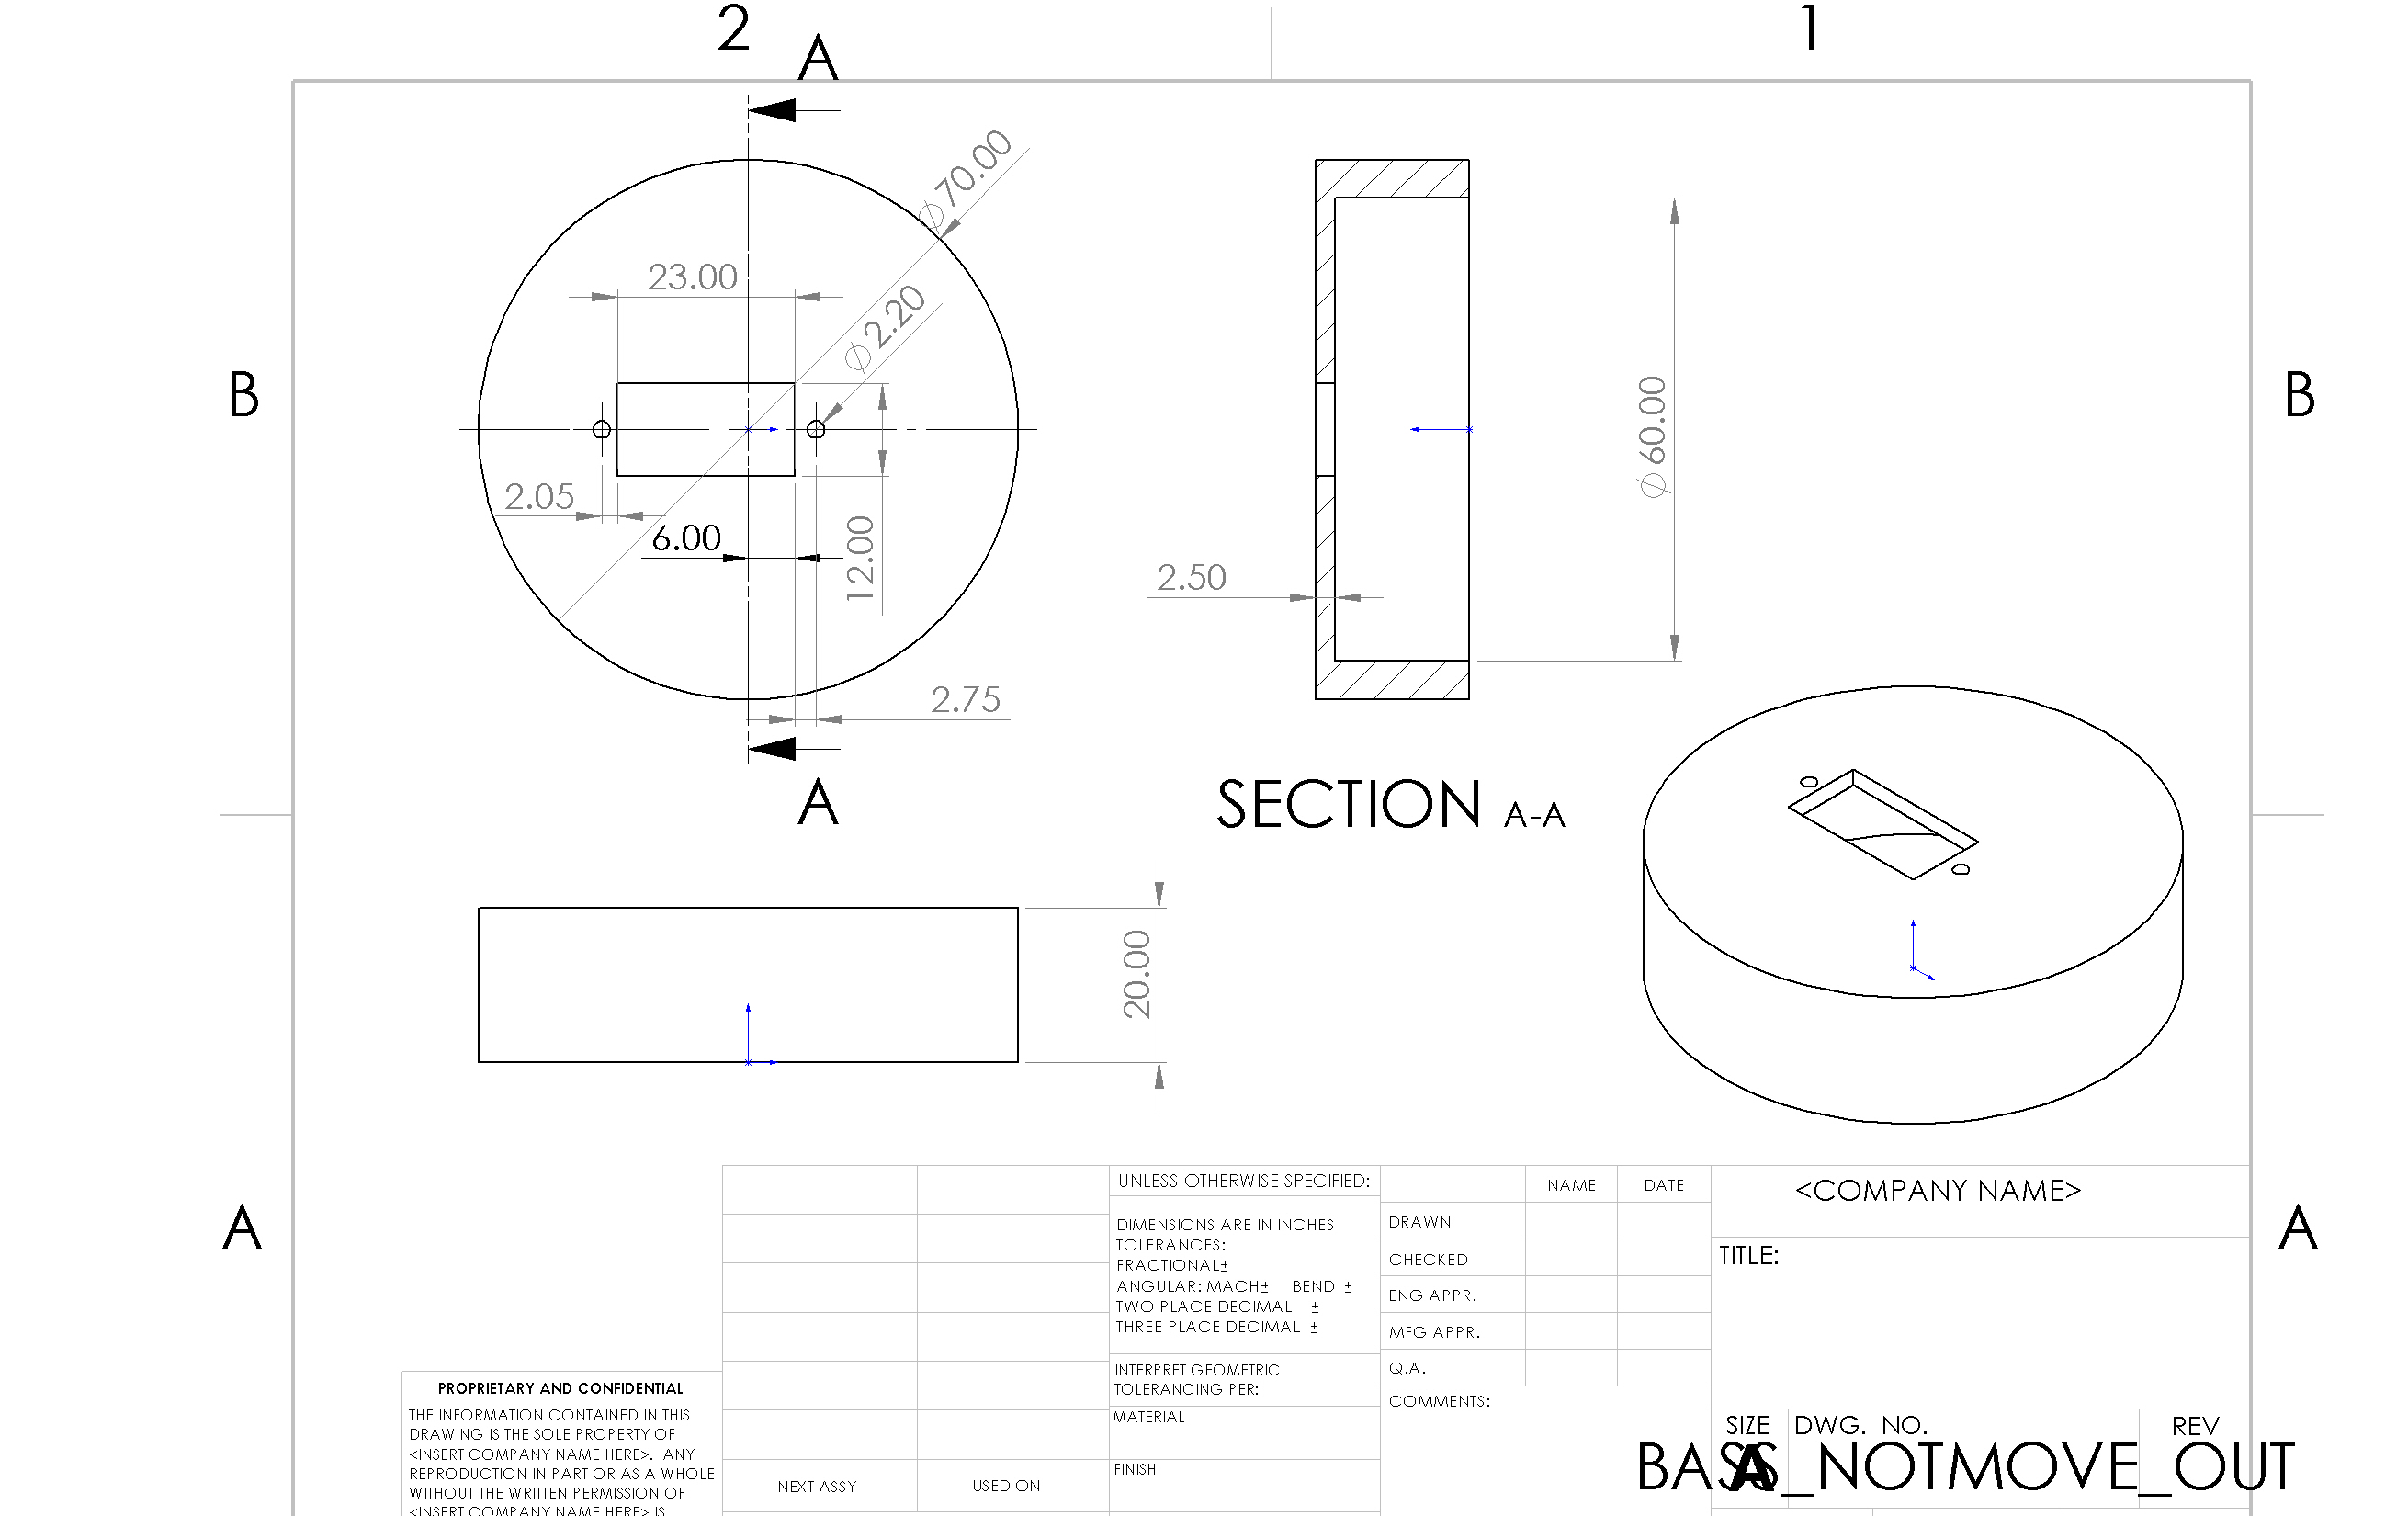 2
1
A
⌀70.00
23.00
⌀2.20
B
B
2.05
6.00
12.00
2.50
⌀60.00
2.75
A
SECTION A-A
20.00
A
A
UNLESS OTHERWISE SPECIFIED:
DIMENSIONS ARE IN INCHES
TOLERANCES:
FRACTIONAL±
ANGULAR: MACH± BEND ±
TWO PLACE DECIMAL ±
THREE PLACE DECIMAL ±
INTERPRET GEOMETRIC
TOLERANCING PER:
MATERIAL
FINISH
NAME
DATE
DRAWN
CHECKED
ENG APPR.
MFG APPR.
Q.A.
COMMENTS:
<COMPANY NAME>
TITLE:
SIZE
DWG. NO.
REV
A
BASS_NOTMOVE_OUT
NEXT ASSY
USED ON
PROPRIETARY AND CONFIDENTIAL
THE INFORMATION CONTAINED IN THIS
DRAWING IS THE SOLE PROPERTY OF
<INSERT COMPANY NAME HERE>. ANY
REPRODUCTION IN PART OR AS A WHOLE
WITHOUT THE WRITTEN PERMISSION OF
<INSERT COMPANY NAME HERE> IS